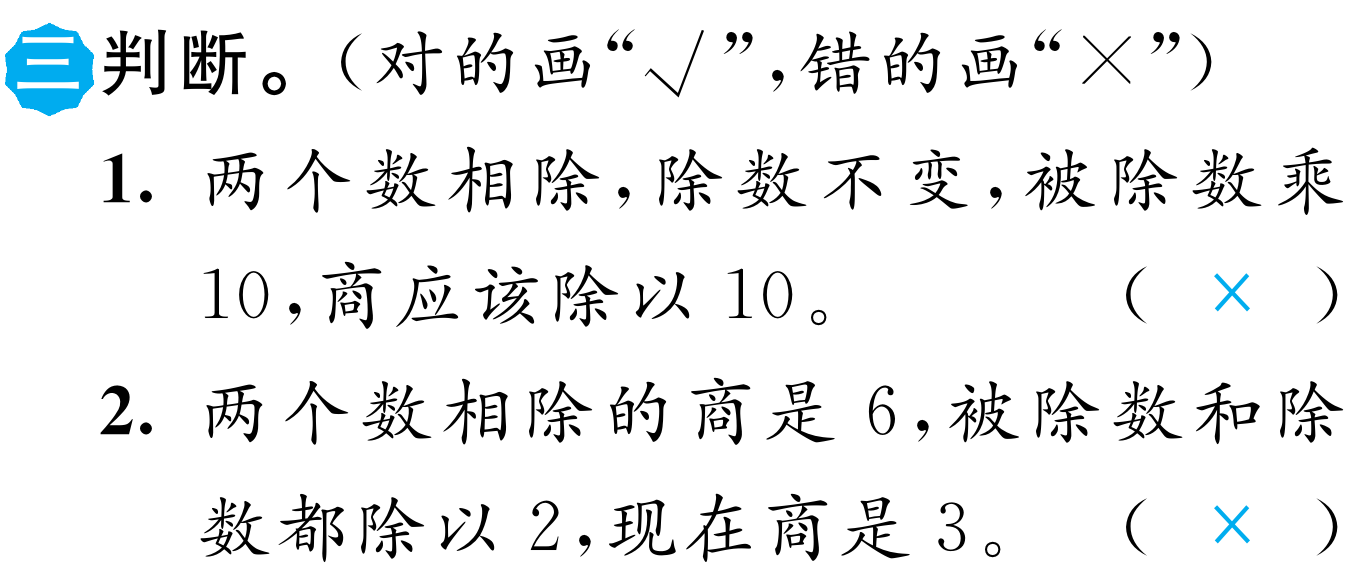 三 判断。（对的画“√”，错的画“×”）
1. 两个数相除，除数不变，被除数乘
10，商应该除以 10。 （ × ）
2. 两个数相除的商是 6，被除数和除
数都除以 2，现在商是 3。 （ × ）